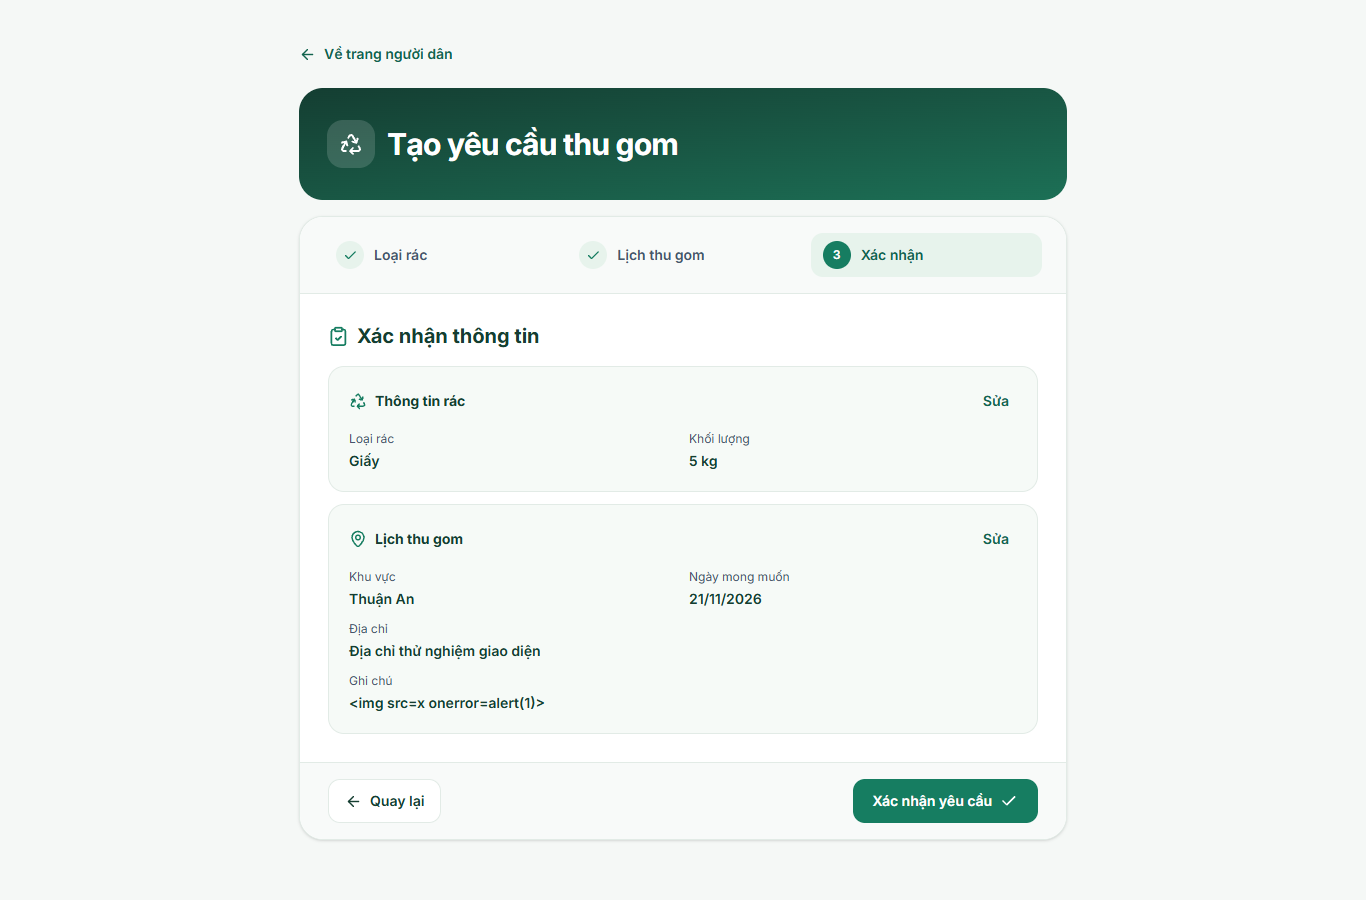 Về trang người dân
Tạo yêu cầu thu gom
Loại rác
Lịch thu gom
3 Xác nhận
Xác nhận thông tin
Thông tin rác
Sửa
Loại rác
Khối lượng
Giấy
5 kg
Lịch thu gom
Sửa
Khu vực
Ngày mong muốn
Thuận An
21/11/2026
Địa chỉ
Địa chỉ thử nghiệm giao diện
Ghi chú
<img src=x onerror=alert(1)>
Quay lại
Xác nhận yêu cầu